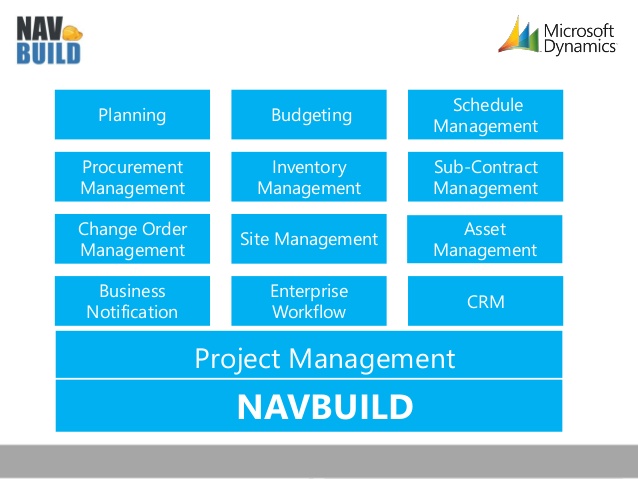 NAV
BUILD
Microsoft
Dynamics
Planning
Budgeting
Schedule
Management
Procurement
Management
Inventory
Management
Sub-Contract
Management
Change Order
Management
Site Management
Asset
Management
Business
Notification
Enterprise
Workflow
CRM
Project Management
NAVBUILD